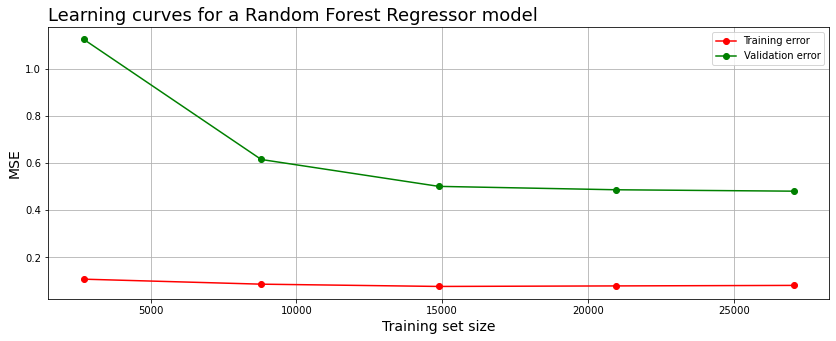 Learning curves for a Random Forest Regressor model
Training error
Validation error
MSE
1.0
0.8
0.6
0.4
0.2
5000
10000
15000
20000
25000
Training set size